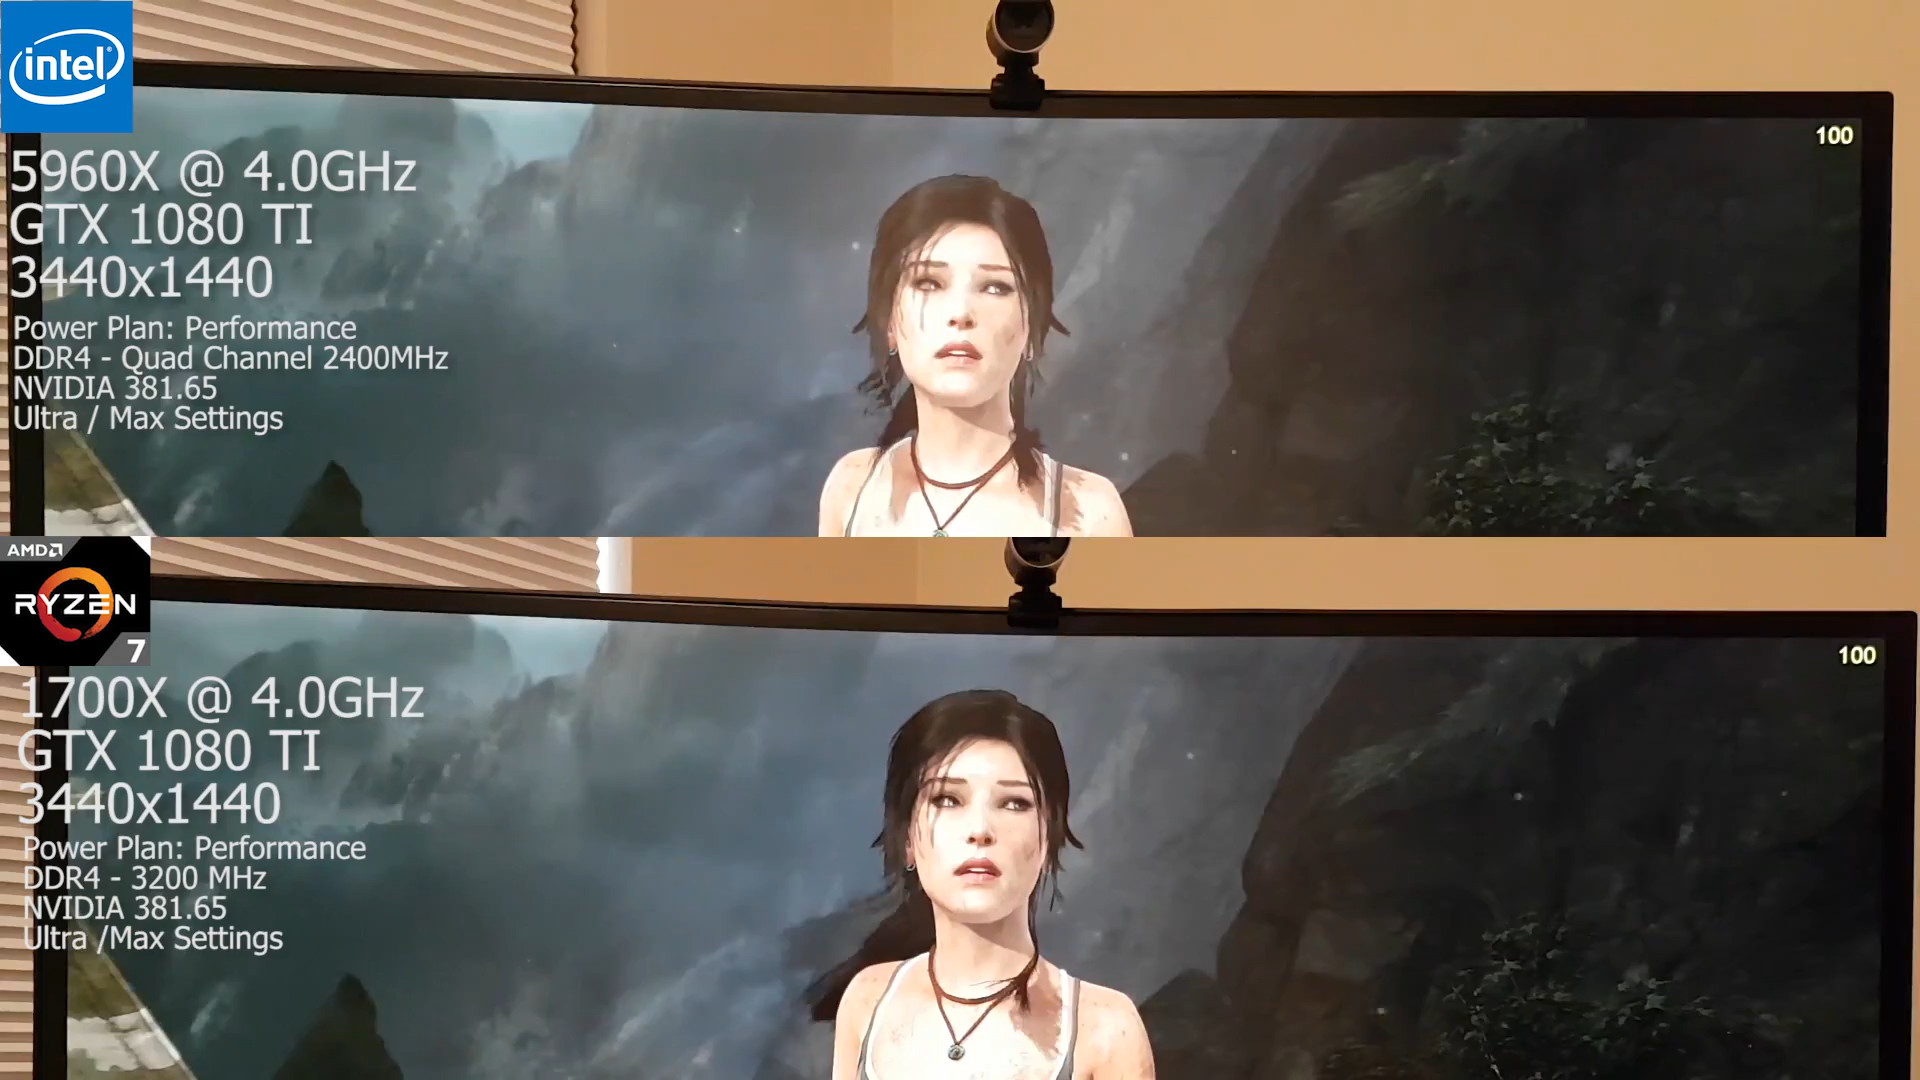 intel
100
5960X @ 4.0GHz
GTX 1080 TI
3440x1440
Power Plan: Performance
DDR4 - Quad Channel 2400MHz
NVIDIA 381.65
Ultra / Max Settings
AMD
RYZEN
7
100
1700X @ 4.0GHz
GTX 1080 TI
3440x1440
Power Plan: Performance
DDR4 - 3200 MHz
NVIDIA 381.65
Ultra /Max Settings